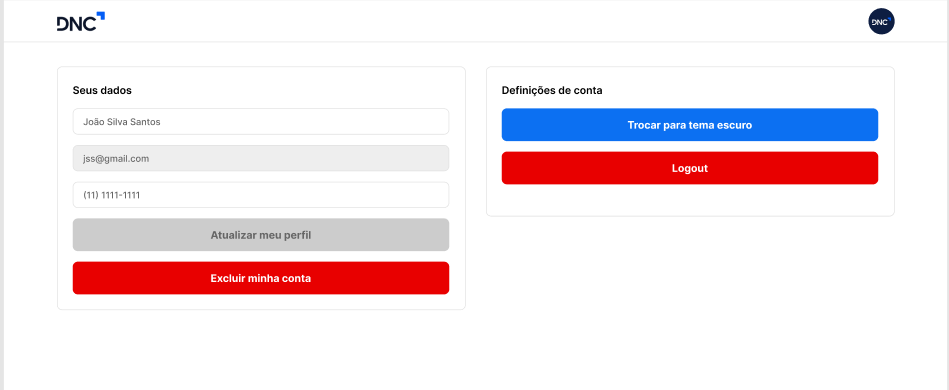 DNC
DNC
Seus dados
João Silva Santos
jss@gmail.com
(11) 1111-1111
Atualizar meu perfil
Excluir minha conta
Definições de conta
Trocar para tema escuro
Logout